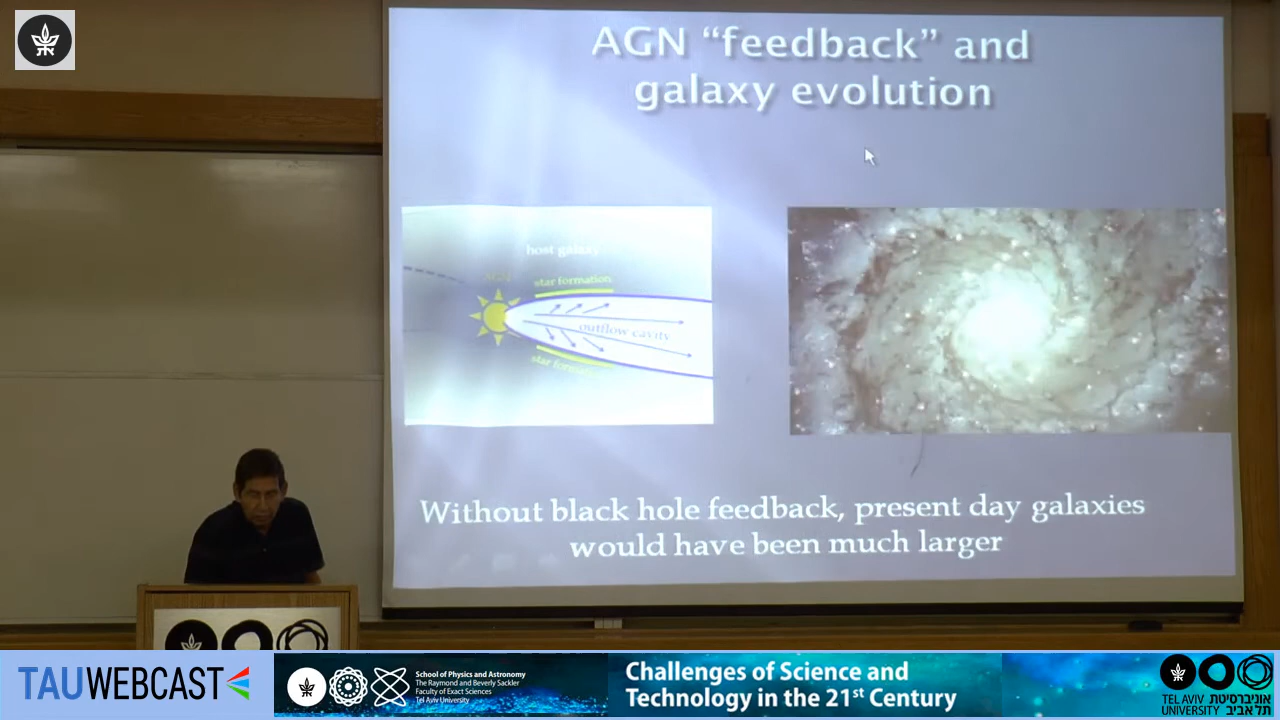 AGN “feedback” and
galaxy evolution
host galaxy
star formation
outflow cavity
star formation
Without black hole feedback, present day galaxies
would have been much larger
TAUWEBCAST
School of Physics and Astronomy
The Raymond and Beverly Sackler
Faculty of Exact Sciences
Tel Aviv University
Challenges of Science and
Technology in the 21st Century
TEL AVIV אוניברסיטת
UNIVERSITY תל אביב